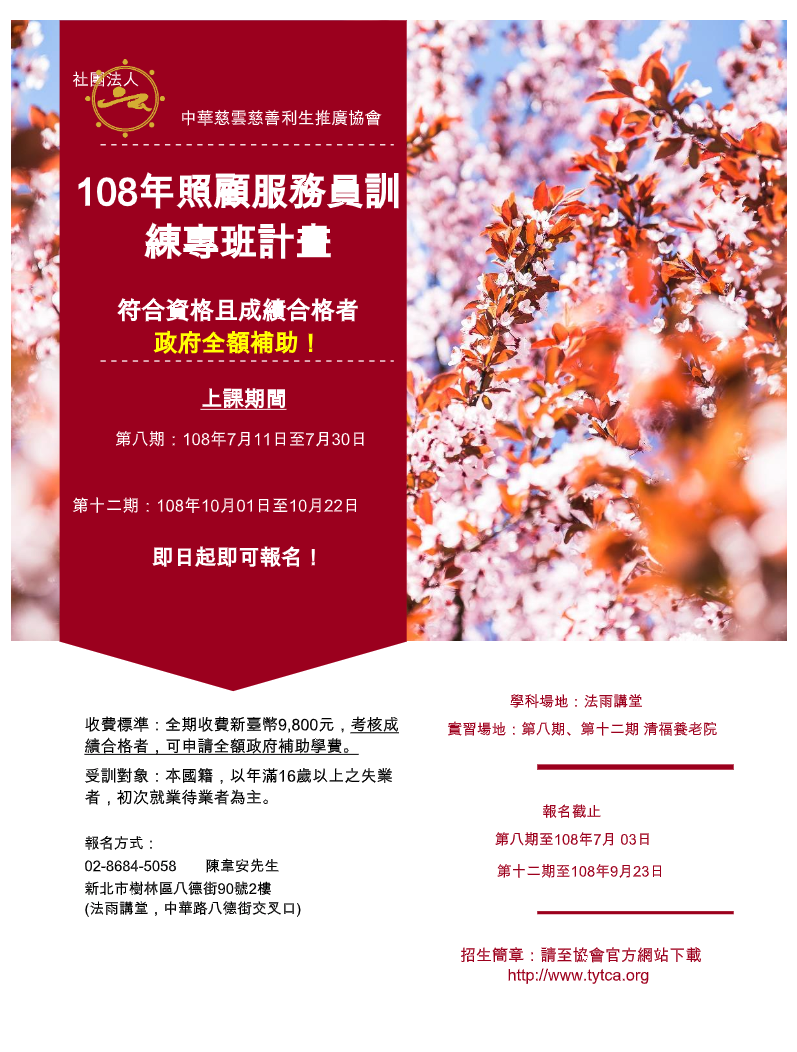 社團法人
中華慈雲慈善利生推廣協會
108年照顧服務員訓
練專班計畫
符合資格且成績合格者
政府全額補助！
上課期間
第八期：108年7月11日至7月30日
第十二期：108年10月01日至10月22日
即日起即可報名！
收費標準：全期收費新臺幣9,800元，考核成
績合格者，可申請全額政府補助學費。
受訓對象：本國籍，以年滿16歲以上之失業
者，初次就業待業者為主。
報名方式：
02-8684-5058 陳韋安先生
新北市樹林區八德街90號2樓
(法雨講堂，中華路八德街交叉口)
學科場地：法雨講堂
實習場地：第八期、第十二期 清福養老院
報名截止
第八期至108年7月 03日
第十二期至108年9月23日
招生簡章：請至協會官方網站下載
http://www.tytca.org